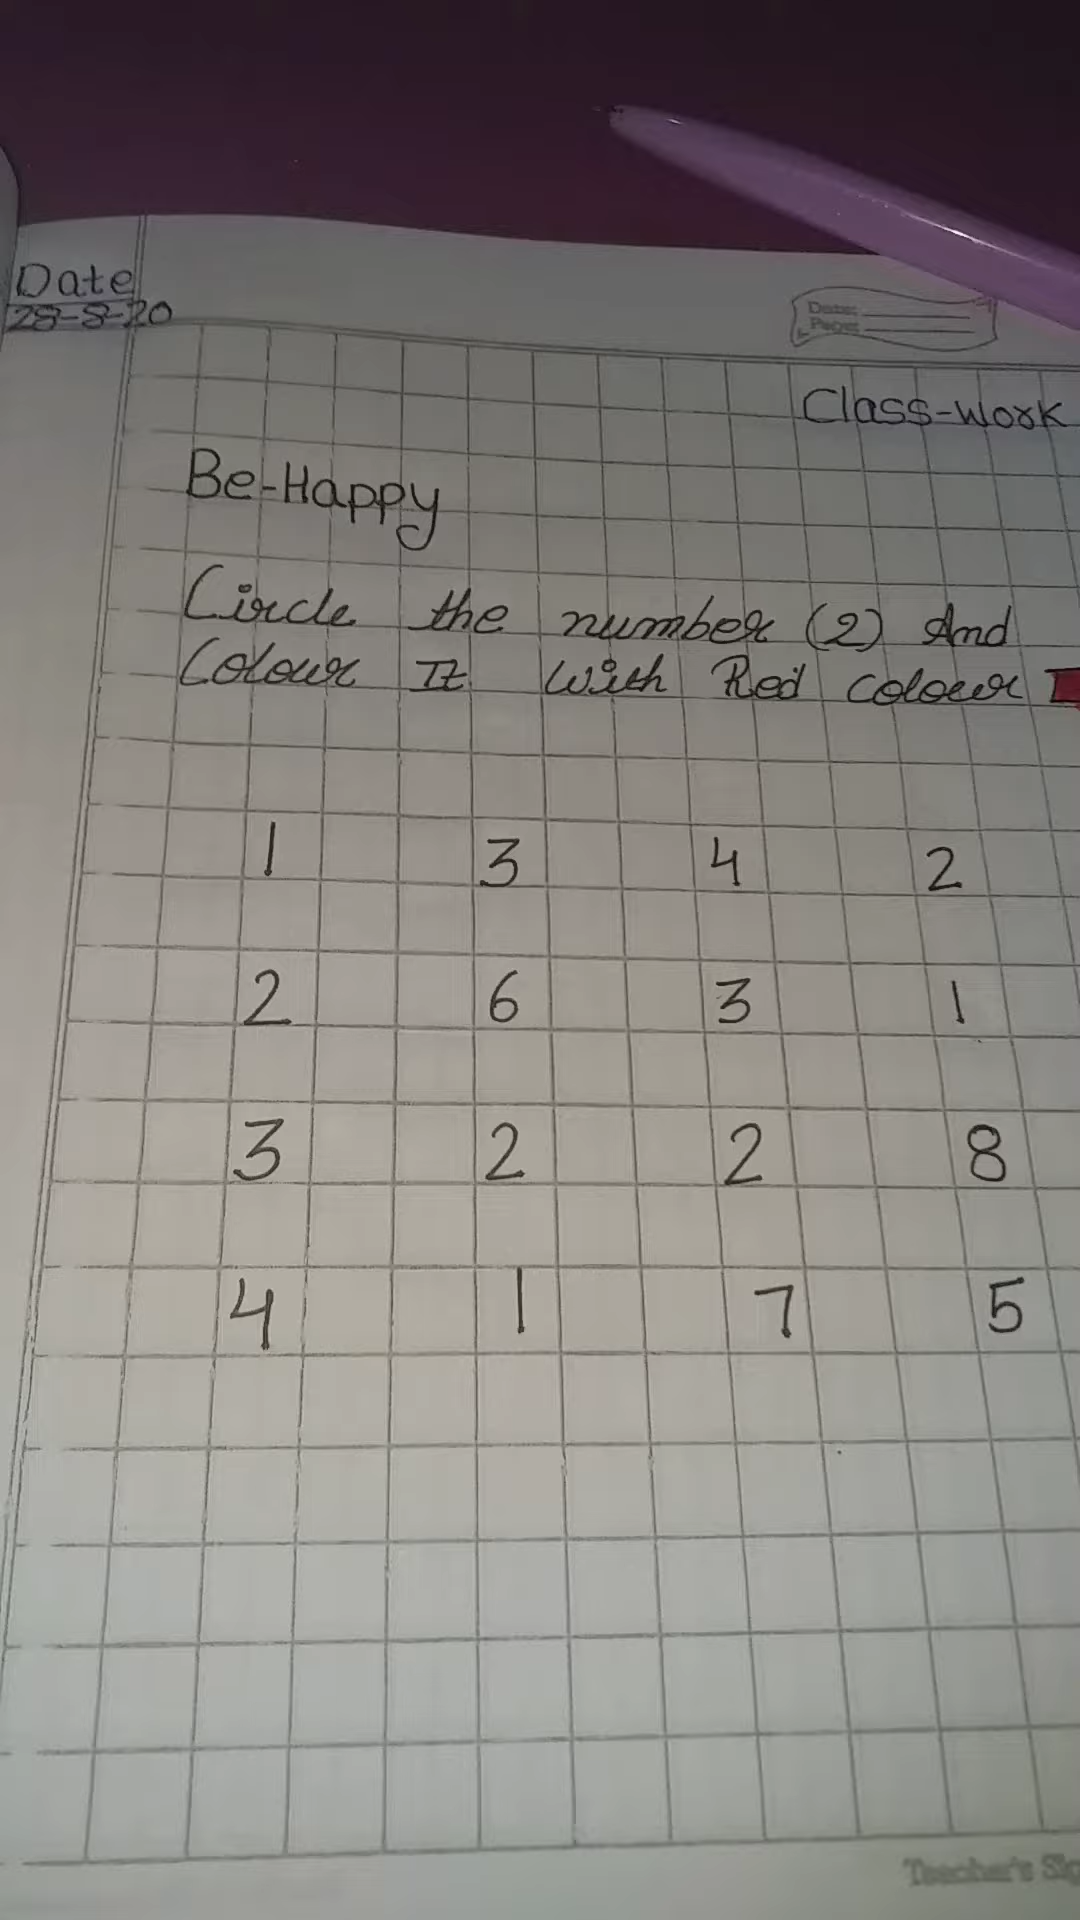 Date
28-8-20
Date:
Page:
Class-Work
Be-Happy
Circle the number (2) And
Colour It with Red colour
1 3 4 2
2 6 3 1
3 2 2 8
4 1 7 5
Teacher's Sig